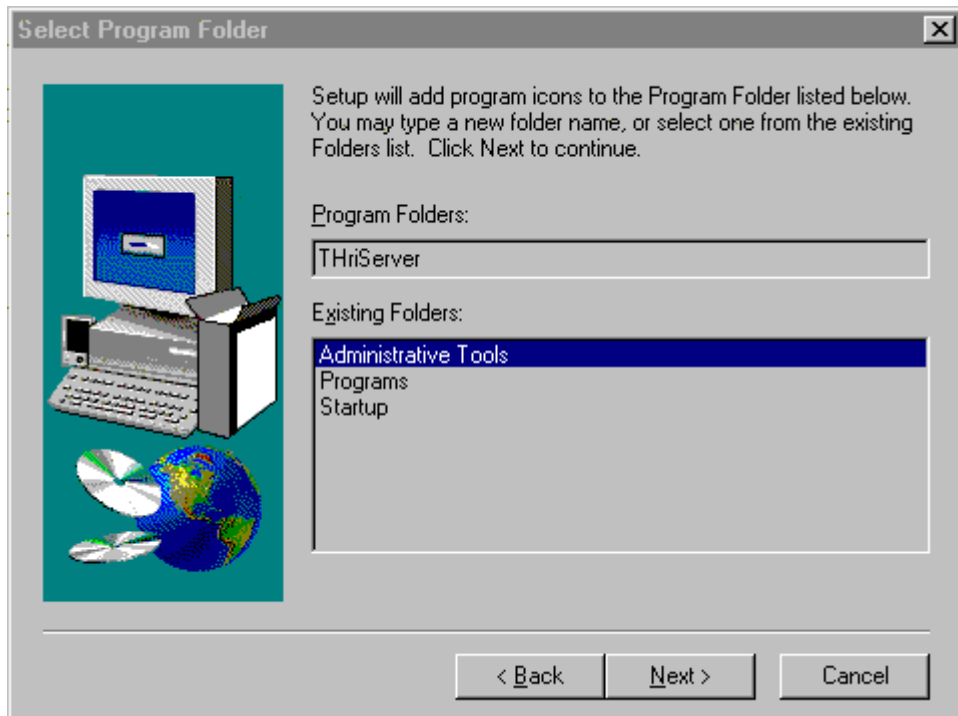 Select Program Folder
Setup will add program icons to the Program Folder listed below.
You may type a new folder name, or select one from the existing
Folders list. Click Next to continue.
Program Folders:
THriServer
Existing Folders:
Administrative Tools
Programs
Startup
< Back
Next >
Cancel